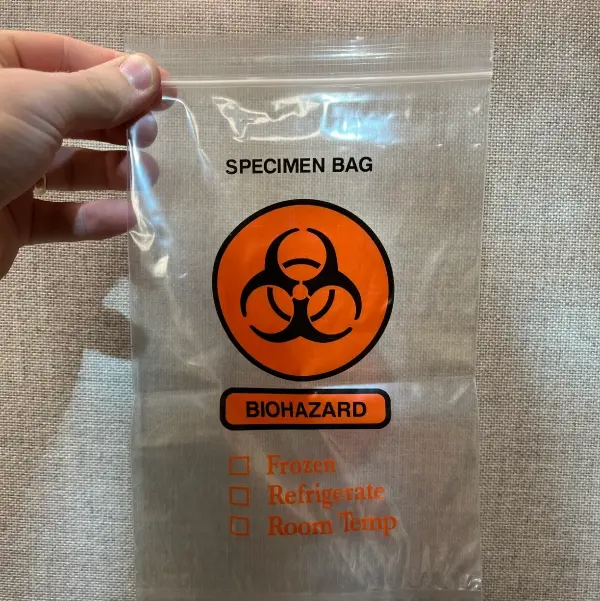 SPECIMEN BAG
BIOHAZARD
Frozen
Refrigerate
Room Temp